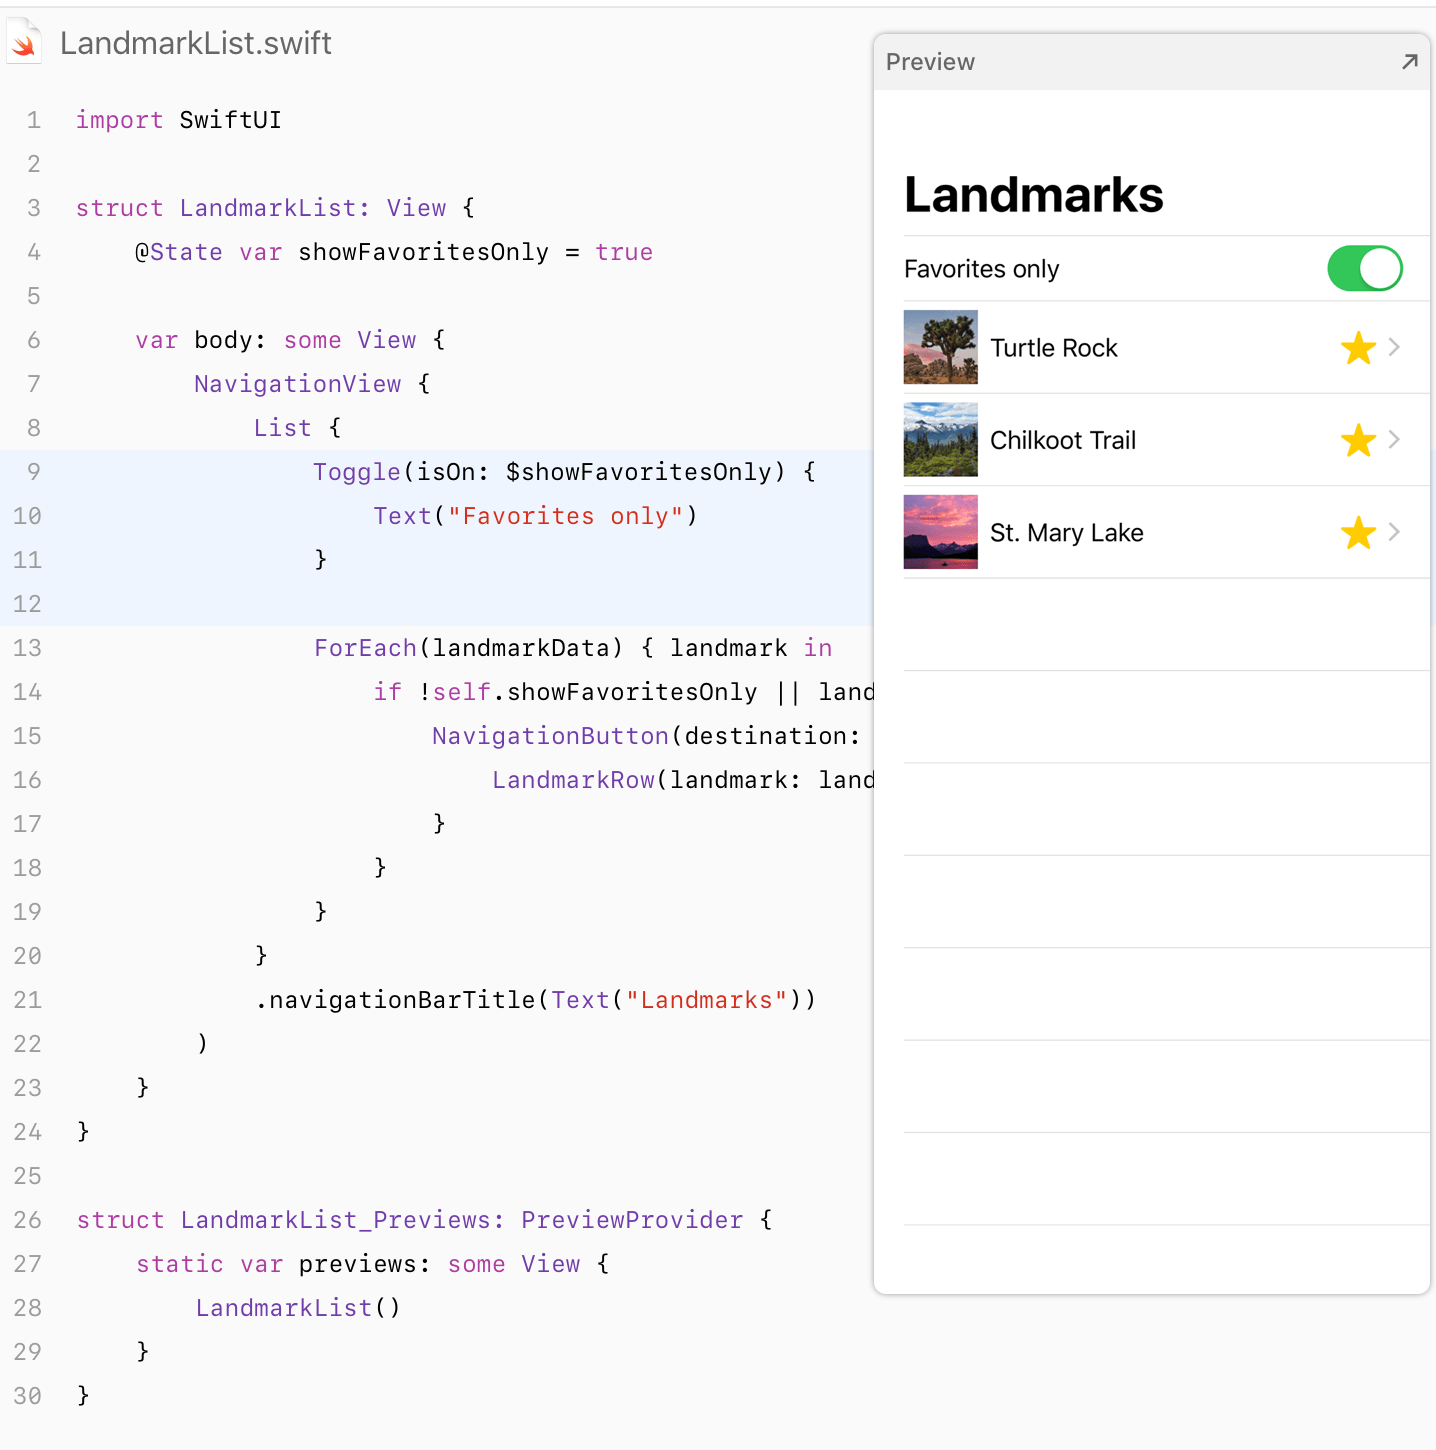 LandmarkList.swift
1 import SwiftUI
2
3 struct LandmarkList: View {
4 @State var showFavoritesOnly = true
5
6 var body: some View {
7 NavigationView {
8 List {
9 Toggle(isOn: $showFavoritesOnly) {
10 Text("Favorites only")
11 }
12
13 ForEach(landmarkData) { landmark in
14 if !self.showFavoritesOnly || land
15 NavigationButton(destination:
16 LandmarkRow(landmark: land
17 }
18 }
19 }
20 }
21 .navigationBarTitle(Text("Landmarks"))
22 )
23 }
24 }
25
26 struct LandmarkList_Previews: PreviewProvider {
27 static var previews: some View {
28 LandmarkList()
29 }
30 }
Preview
Landmarks
Favorites only
Turtle Rock
Chilkoot Trail
St. Mary Lake